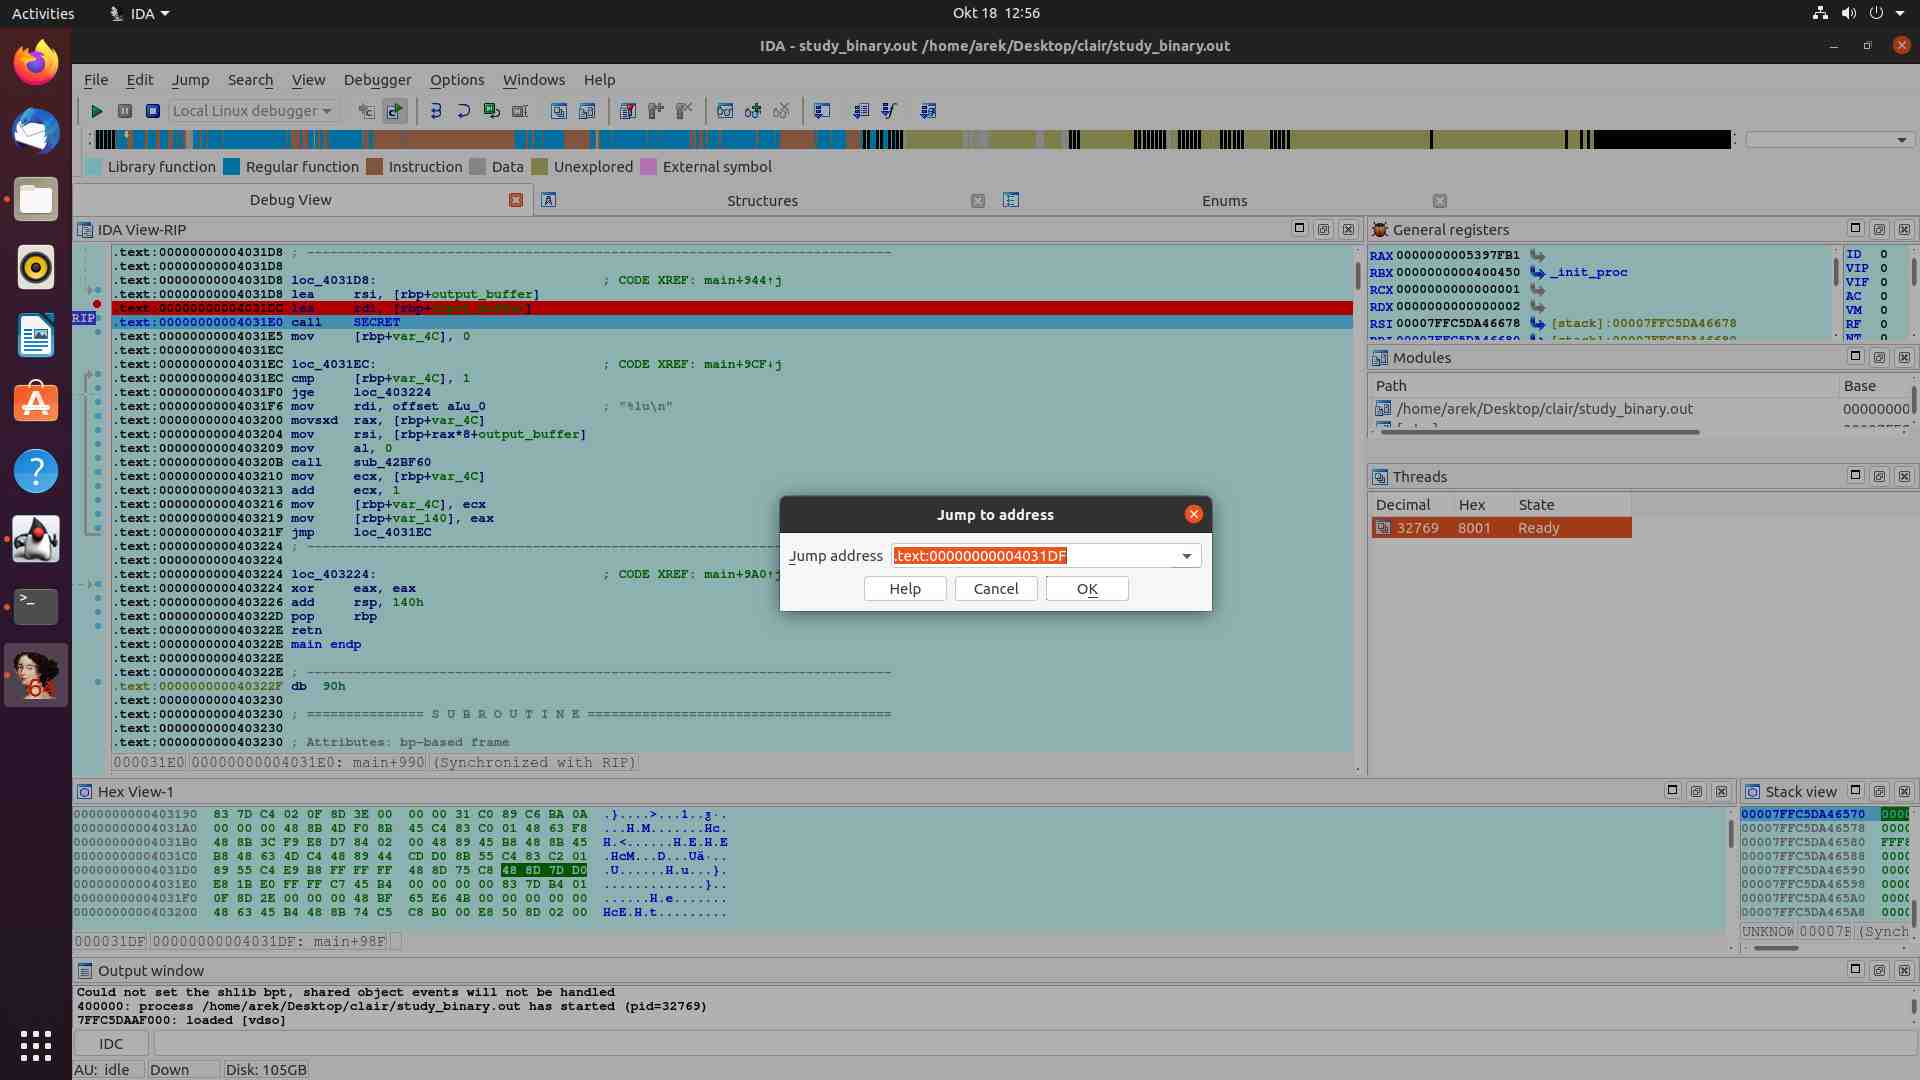 Activities
IDA
Okt 18 12:56
IDA - study_binary.out /home/arek/Desktop/clair/study_binary.out
File Edit Jump Search View Debugger Options Windows Help
Local Linux debugger
Library function Regular function Instruction Data Unexplored External symbol
Debug View
Structures
Enums
IDA View-RIP
.text:00000000004031D8 ; ---------------------------------------------------------------------------
.text:00000000004031D8
.text:00000000004031D8 loc_4031D8: ; CODE XREF: main+944↑j
.text:00000000004031D8 lea rsi, [rbp+output_buffer]
.text:00000000004031DC lea rdi,
RIP
.text:00000000004031E0 call SECRET
.text:00000000004031E5 mov [rbp+var_4C], 0
.text:00000000004031EC
.text:00000000004031EC loc_4031EC: ; CODE XREF: main+9CF↓j
.text:00000000004031EC cmp [rbp+var_4C], 1
.text:00000000004031F0 jge loc_403224
.text:00000000004031F6 mov rdi, offset aLu_0 ; "%lu\n"
.text:0000000000403200 movsxd rax, [rbp+var_4C]
.text:0000000000403204 mov rsi, [rbp+rax*8+output_buffer]
.text:0000000000403209 mov al, 0
.text:000000000040320B call sub_42BF60
.text:0000000000403210 mov ecx, [rbp+var_4C]
.text:0000000000403213 add ecx, 1
.text:0000000000403216 mov [rbp+var_4C], ecx
.text:0000000000403219 mov [rbp+var_140], eax
.text:000000000040321F jmp loc_4031EC
.text:0000000000403224 ; ---------------------------------------------------------------------------
.text:0000000000403224
.text:0000000000403224 loc_403224: ; CODE XREF: main+9A0↑j
.text:0000000000403224 xor eax, eax
.text:0000000000403226 add rsp, 140h
.text:000000000040322D pop rbp
.text:000000000040322E retn
.text:000000000040322E main endp
.text:000000000040322E
.text:000000000040322E ; ---------------------------------------------------------------------------
.text:000000000040322F db 90h
.text:0000000000403230
.text:0000000000403230 ; =============== S U B R O U T I N E =======================================
.text:0000000000403230
.text:0000000000403230 ; Attributes: bp-based frame
000031E0 00000000004031E0: main+990 (Synchronized with RIP)
General registers
RAX 000000005397FB1
RBX 0000000000400450 _init_proc
RCX 0000000000000001
RDX 0000000000000002
RSI 00007FFC5DA46678 [stack]:00007FFC5DA46678
ID 0
VIP 0
VIF 0
AC 0
VM 0
RF 0
Modules
Path Base
/home/arek/Desktop/clair/study_binary.out 00000000
Threads
Decimal Hex State
32769 8001 Ready
Jump to address
Jump address .text:00000000004031DF
Help Cancel OK
Hex View-1
0000000000403190 83 7D C4 02 0F 8D 3E 00 00 00 31 C0 89 C6 BA 0A
00000000004031A0 00 00 00 48 8B 4D F0 8B 45 C4 83 C0 01 48 63 F8
00000000004031B0 48 8B 3C F9 E8 D7 84 02 00 48 89 45 B8 48 8B 45
00000000004031C0 B8 48 63 4D C4 48 89 44 CD D0 8B 55 C4 83 C2 01
00000000004031D0 89 55 C4 E9 B8 FF FF FF 48 8D 75 C8 48 8D 7D D0
00000000004031E0 E8 1B E0 FF FF C7 45 B4 00 00 00 00 83 7D B4 01
00000000004031F0 0F 8D 2E 00 00 00 48 BF 65 E6 4B 00 00 00 00 00
0000000000403200 48 63 45 B4 48 8B 74 C5 C8 B0 00 E8 50 8D 02 00
000031DF 00000000004031DF: main+98F
Stack view
00007FFC5DA46570 0000
00007FFC5DA46578 0000
00007FFC5DA46580 FFF8
00007FFC5DA46588 0000
00007FFC5DA46590 0000
00007FFC5DA46598 0000
00007FFC5DA465A0 0000
00007FFC5DA465A8 0000
UNKNOW 00007F (Synch
Output window
Could not set the shlib bpt, shared object events will not be handled
400000: process /home/arek/Desktop/clair/study_binary.out has started (pid=32769)
7FFC5DAAF000: loaded [vdso]
IDC
AU: idle Down Disk: 105GB